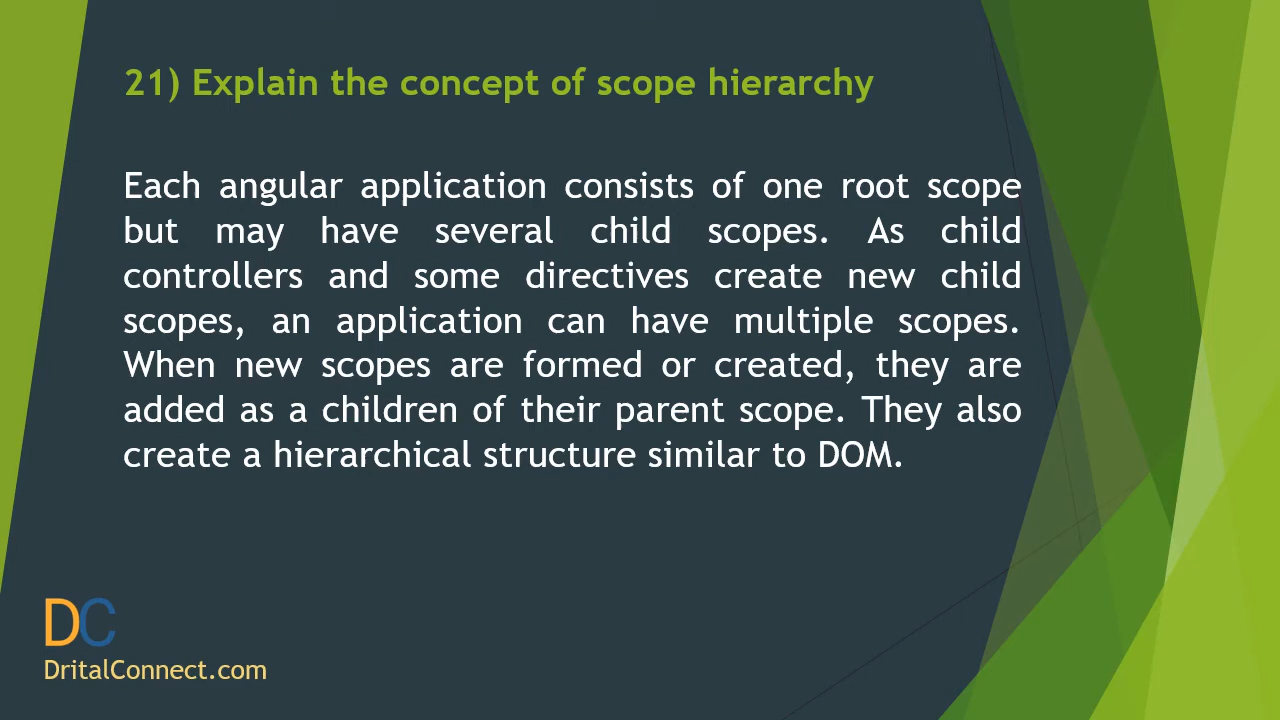 21) Explain the concept of scope hierarchy
Each angular application consists of one root scope
but may have several child scopes. As child
controllers and some directives create new child
scopes, an application can have multiple scopes.
When new scopes are formed or created, they are
added as a children of their parent scope. They also
create a hierarchical structure similar to DOM.
DC
DritalConnect.com